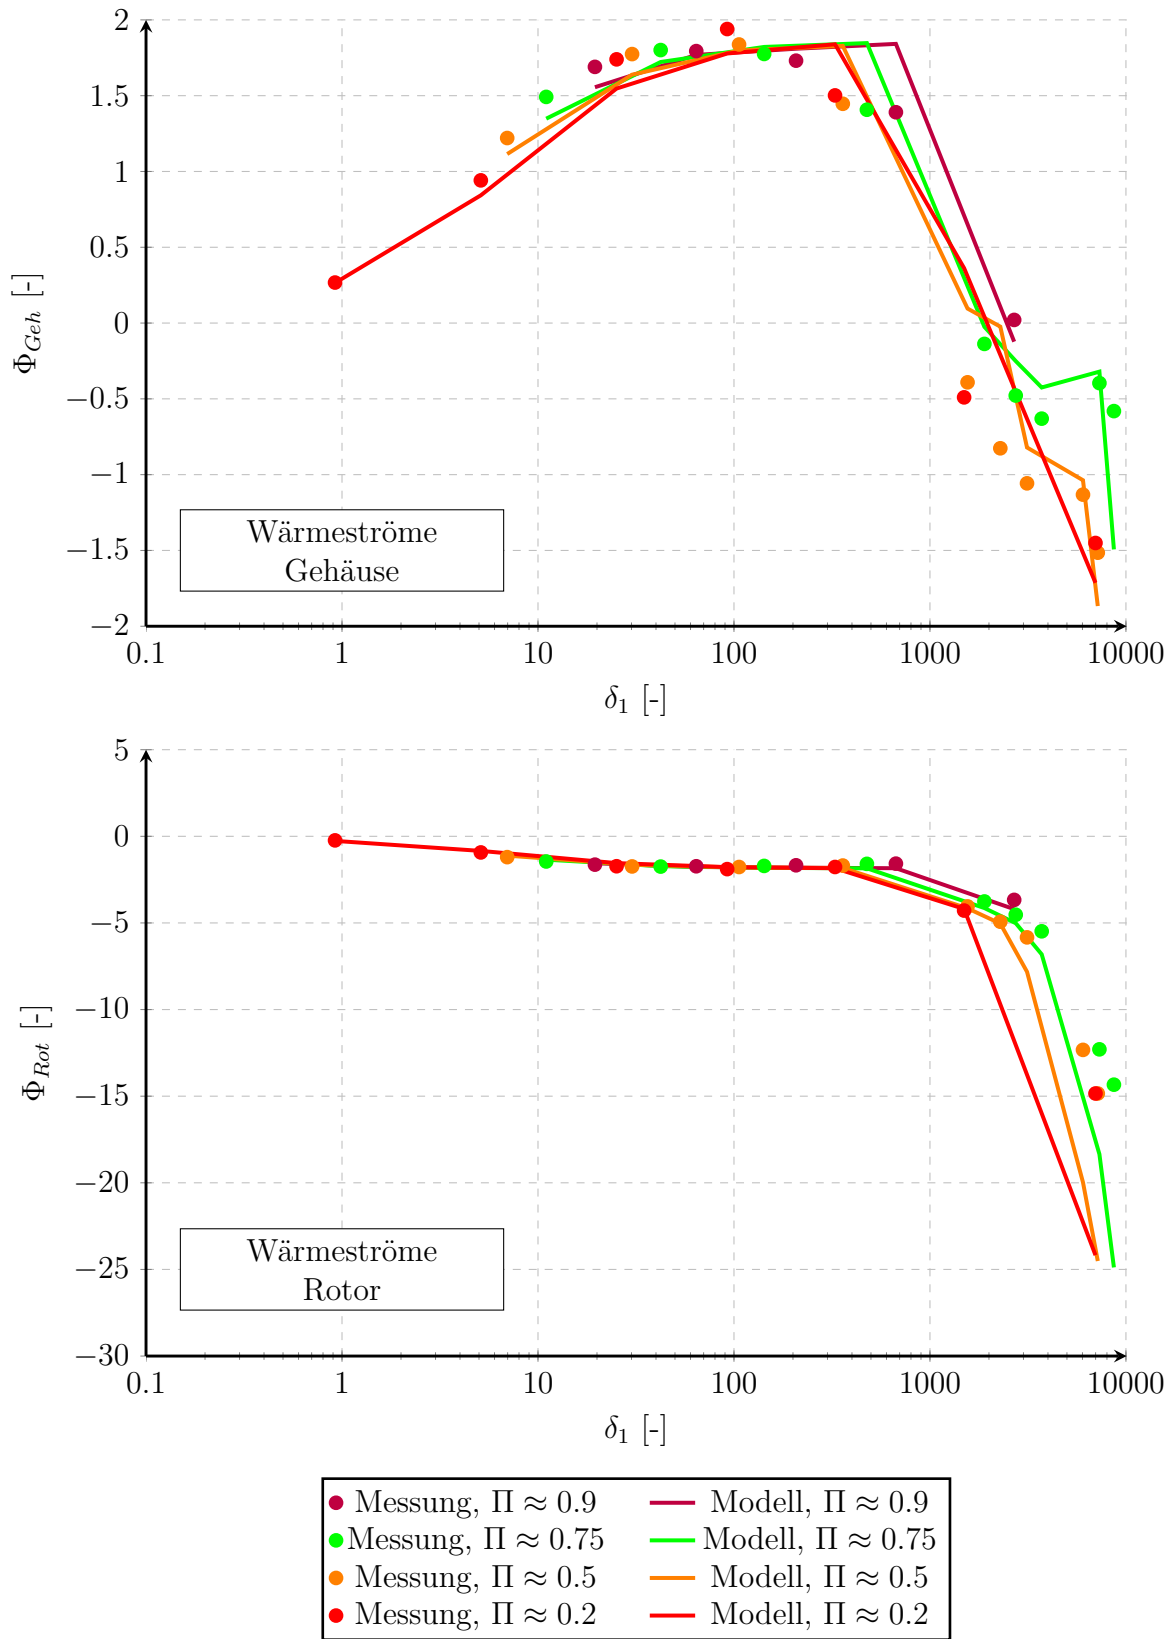 2
1.5
1
0.5
0
−0.5
−1
−1.5
−2
Φ_Geh [-]
Wärmeströme
Gehäuse
0.1 1 10 100 1000 10000
δ₁ [-]
5
0
−5
−10
−15
−20
−25
−30
Φ_Rot [-]
Wärmeströme
Rotor
0.1 1 10 100 1000 10000
δ₁ [-]
Messung, Π ≈ 0.9 Modell, Π ≈ 0.9
Messung, Π ≈ 0.75 Modell, Π ≈ 0.75
Messung, Π ≈ 0.5 Modell, Π ≈ 0.5
Messung, Π ≈ 0.2 Modell, Π ≈ 0.2